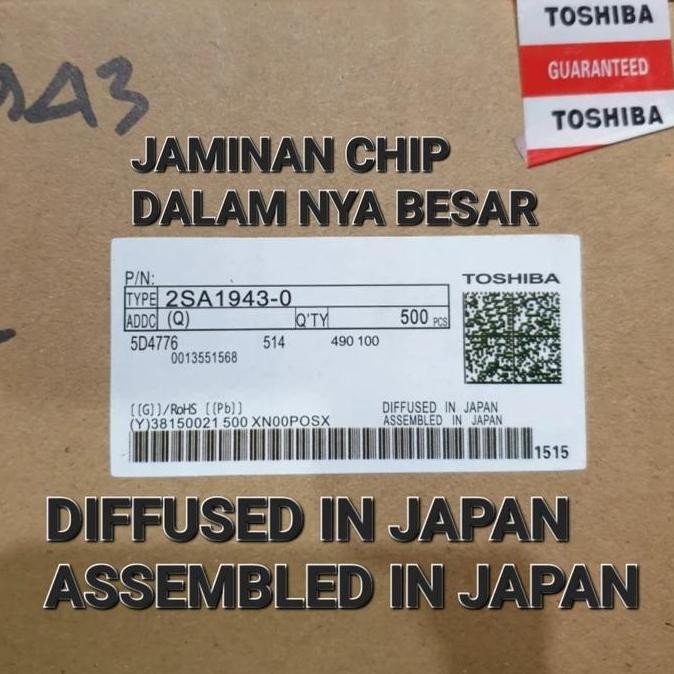 TOSHIBA
GUARANTEED
TOSHIBA
JAMINAN CHIP
DALAM NYA BESAR
P/N:
TOSHIBA
TYPE 2SA1943-0
ADDC (Q) Q'TY 500 PCS
5D4776 514 490 100
0013551568
[[G]]/RoHS [[Pb]]
DIFFUSED IN JAPAN
(Y)38150021 500 XN00POSX
ASSEMBLED IN JAPAN
1515
DIFFUSED IN JAPAN
ASSEMBLED IN JAPAN